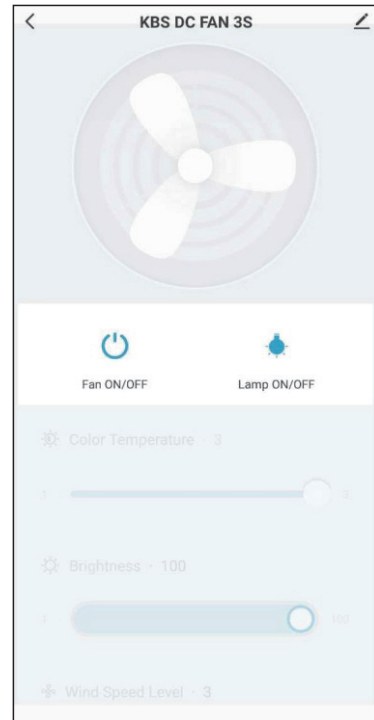 KBS DC FAN 3S
Fan ON/OFF
Lamp ON/OFF
Color Temperature · 3
1
3
Brightness · 100
1
100
Wind Speed Level · 3